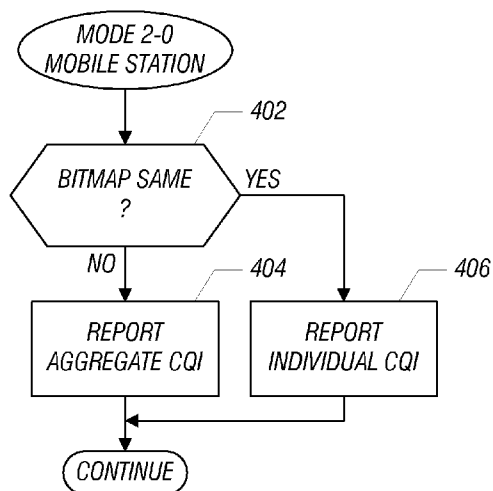 MODE 2-0
MOBILE STATION
402
BITMAP SAME
?
YES
NO
404
406
REPORT
AGGREGATE CQI
REPORT
INDIVIDUAL CQI
CONTINUE